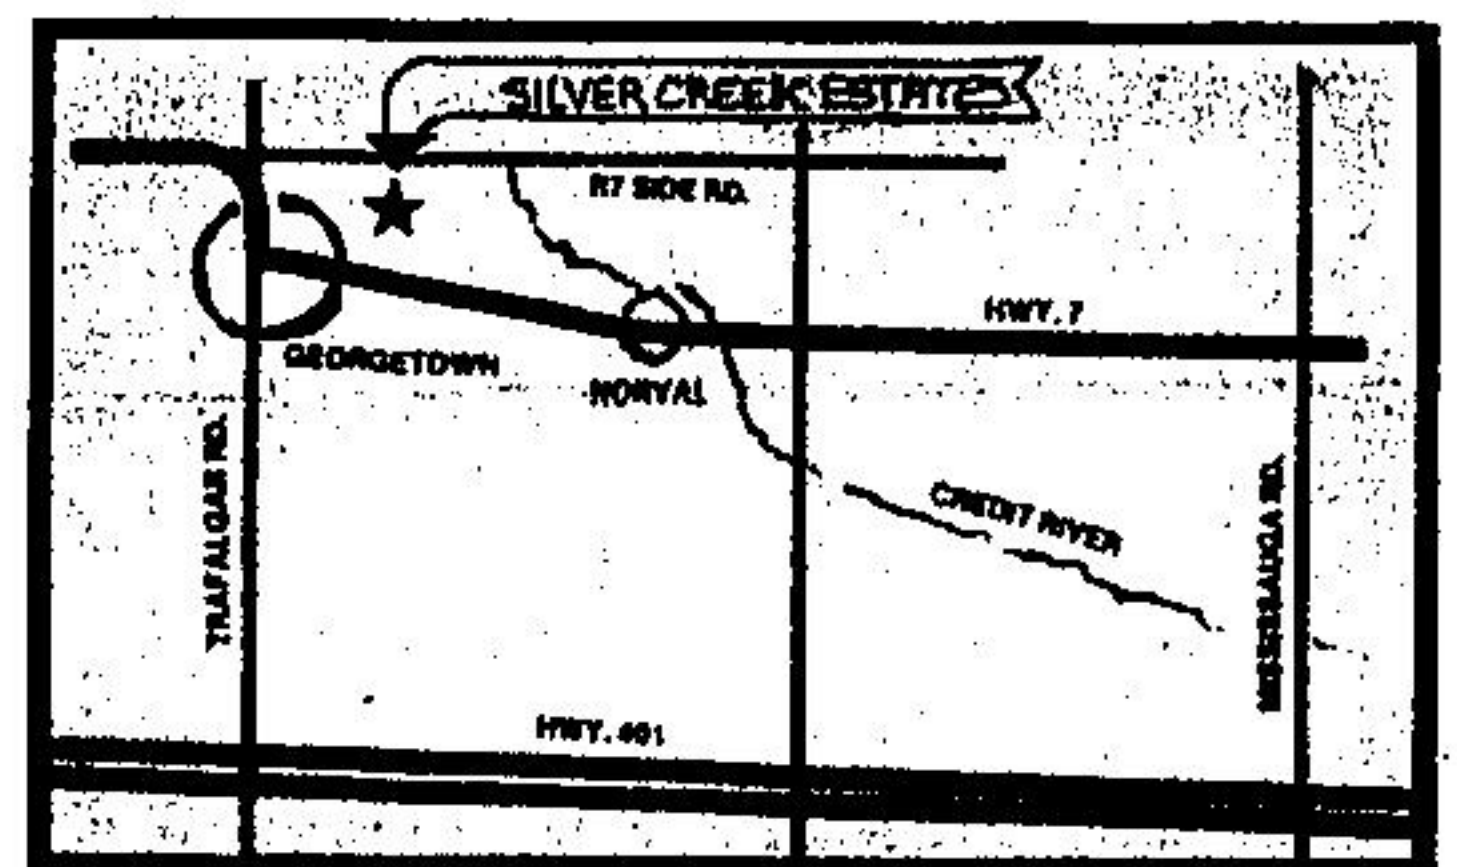 SILVER CREEK ESTATES
SIDE RD.
HWY. 7
GEORGETOWN
NORVAL
TRAFALGAR RD.
CREDIT RIVER
MISSISSAUGA RD.
HWY. 401